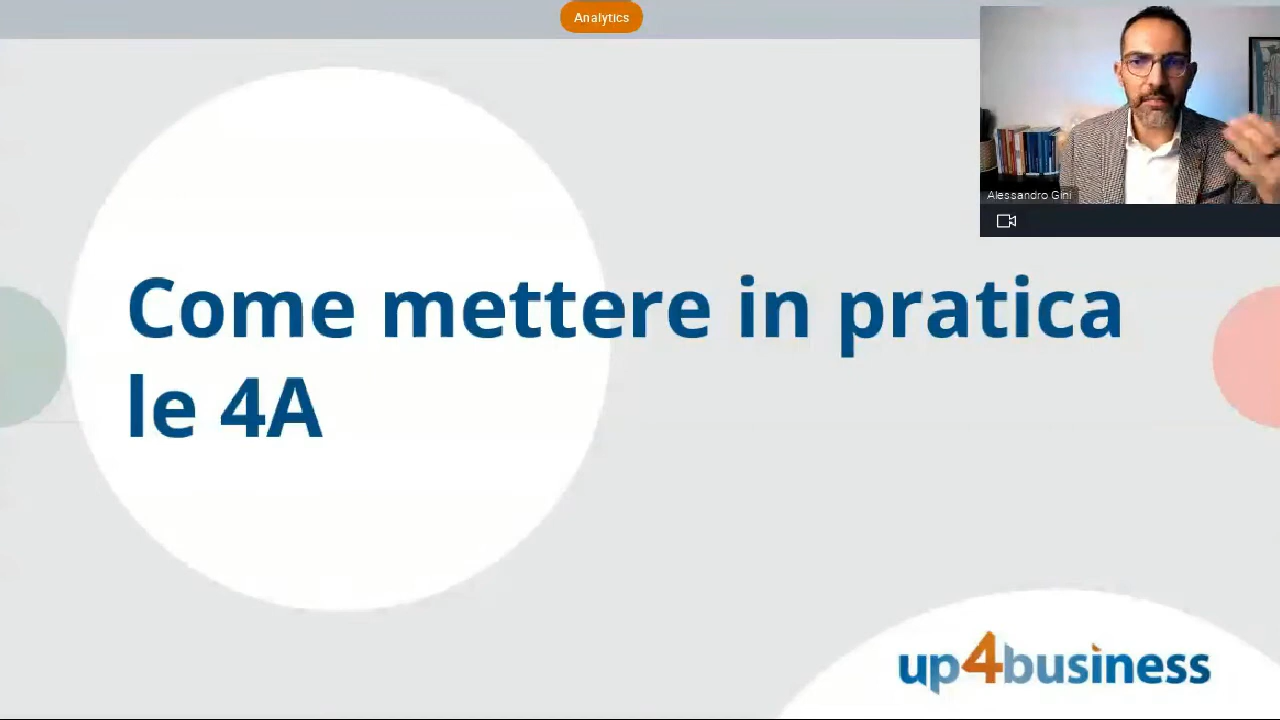 Analytics
Alessandro Gini
Come mettere in pratica
le 4A
up4business